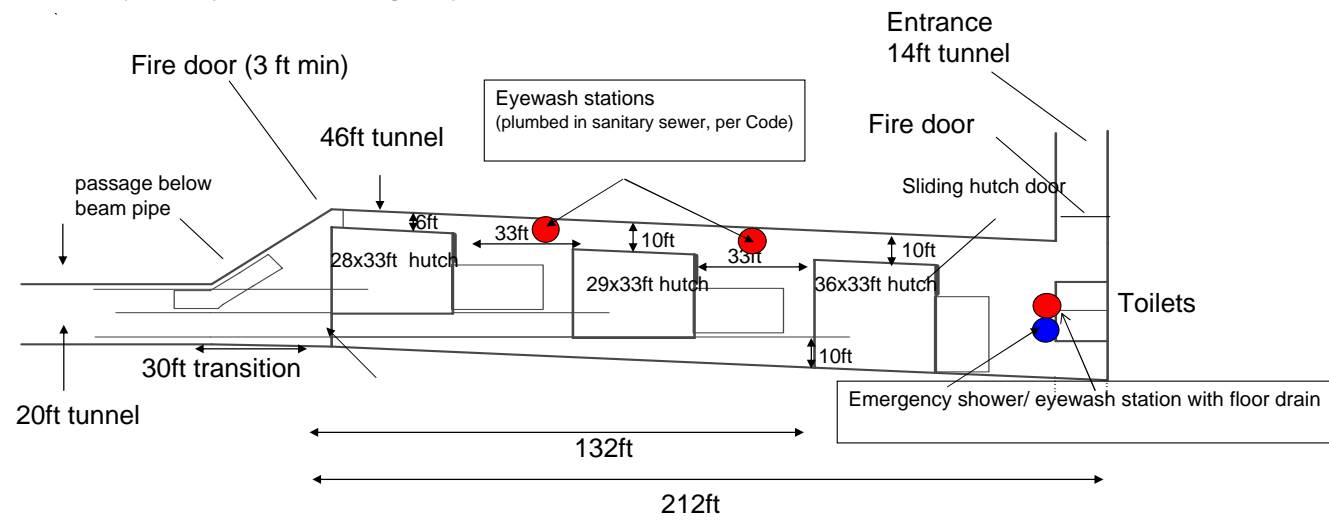 Entrance
14ft tunnel
Fire door (3 ft min)
Eyewash stations
(plumbed in sanitary sewer, per Code)
Fire door
46ft tunnel
passage below
beam pipe
Sliding hutch door
6ft
33ft
10ft
10ft
28x33ft hutch
33ft
29x33ft hutch
36x33ft hutch
Toilets
10ft
30ft transition
20ft tunnel
Emergency shower/ eyewash station with floor drain
132ft
212ft